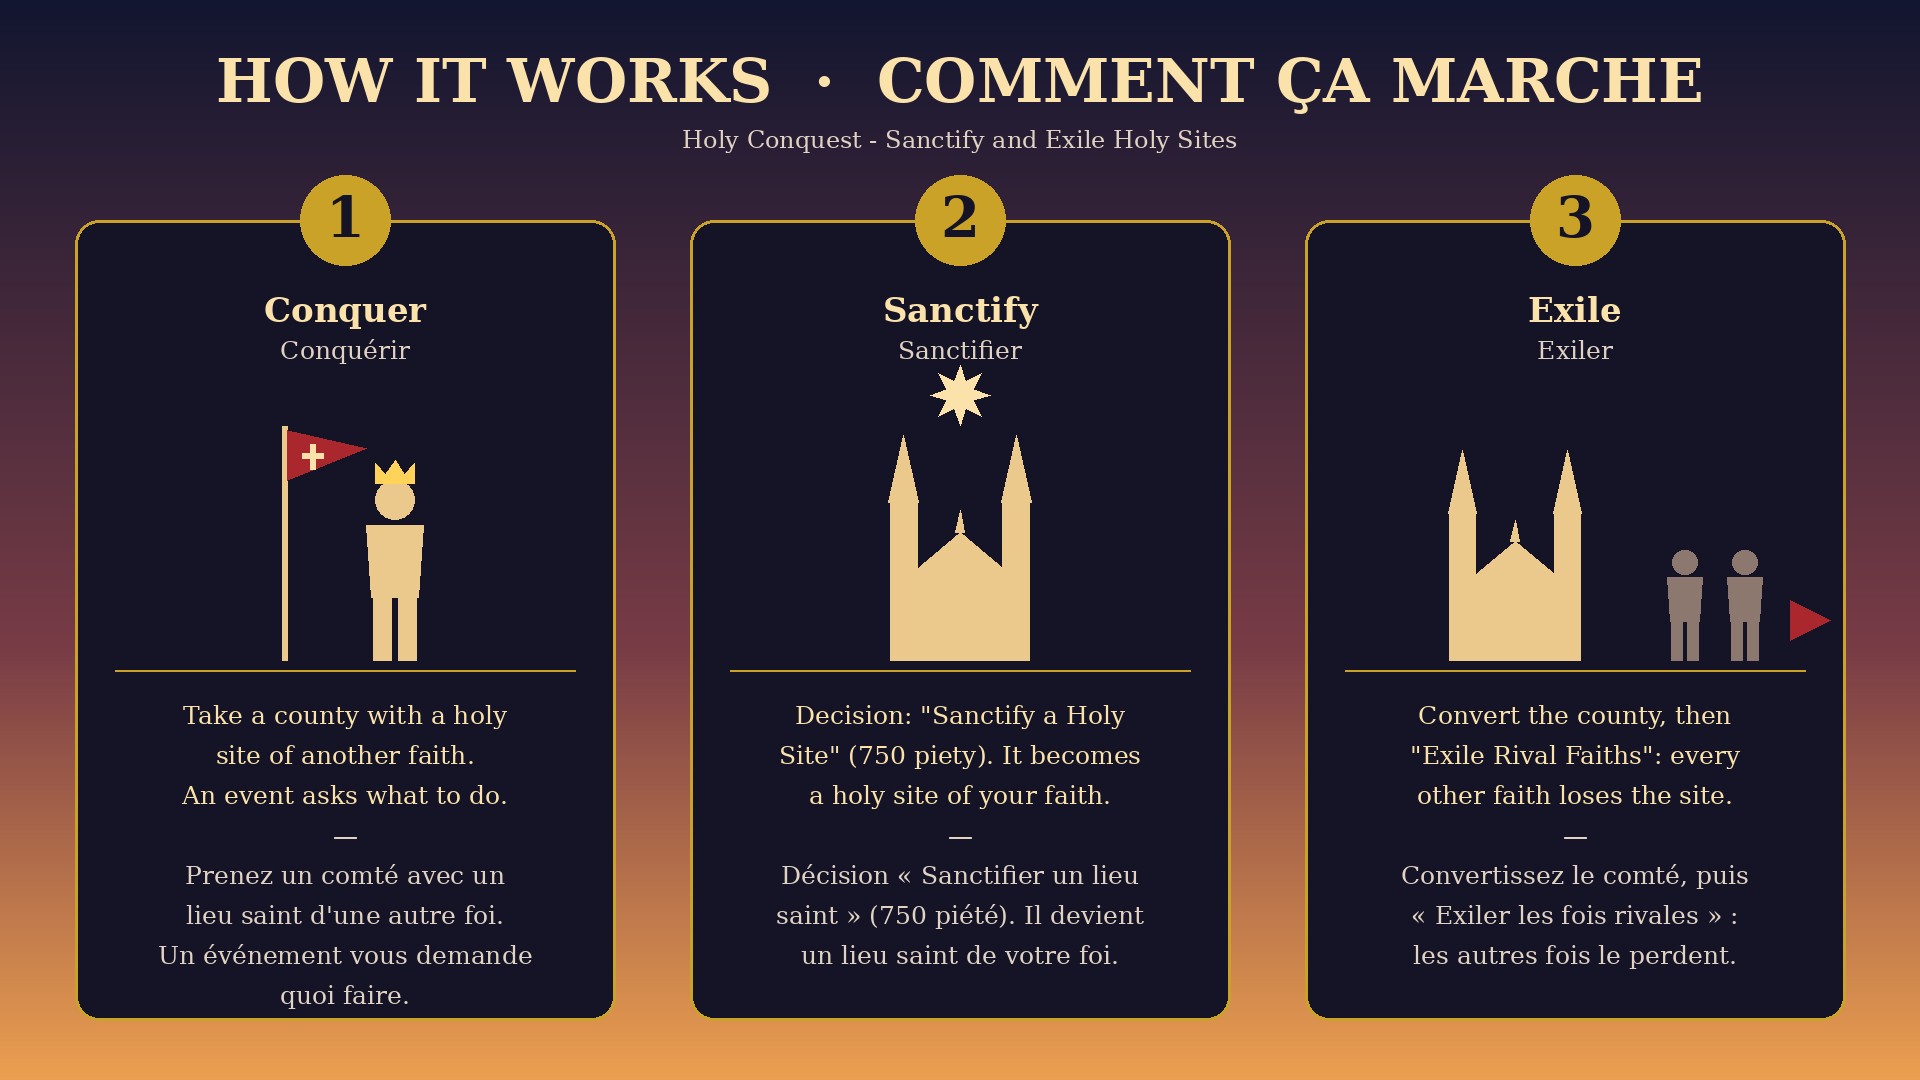 HOW IT WORKS · COMMENT ÇA MARCHE
Holy Conquest - Sanctify and Exile Holy Sites
1
Conquer
Conquérir
Take a county with a holy
site of another faith.
An event asks what to do.
—
Prenez un comté avec un
lieu saint d'une autre foi.
Un événement vous demande
quoi faire.
2
Sanctify
Sanctifier
Decision: "Sanctify a Holy
Site" (750 piety). It becomes
a holy site of your faith.
—
Décision « Sanctifier un lieu
saint » (750 piété). Il devient
un lieu saint de votre foi.
3
Exile
Exiler
Convert the county, then
"Exile Rival Faiths": every
other faith loses the site.
—
Convertissez le comté, puis
« Exiler les fois rivales » :
les autres fois le perdent.